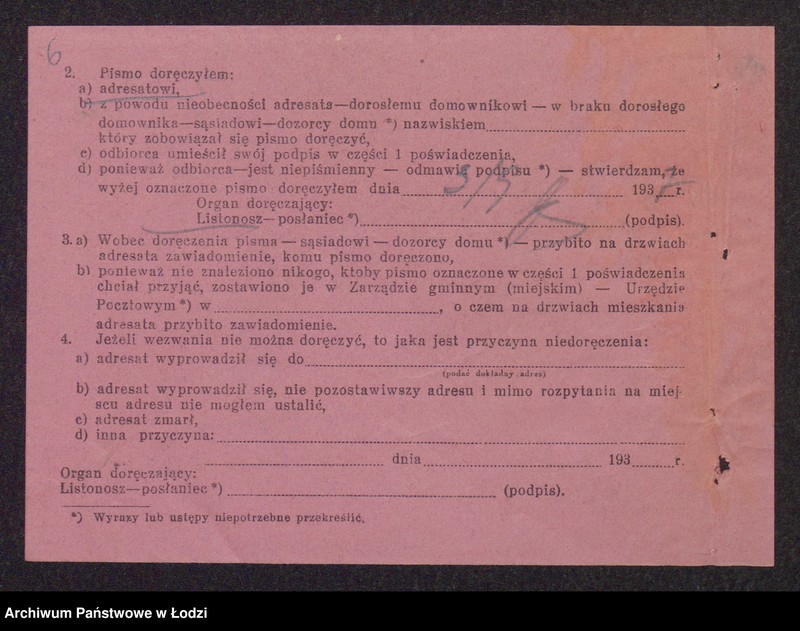 6
2. Pismo doręczyłem:
a) adresatowi,
b) z powodu nieobecności adresata—dorosłemu domownikowi — w braku dorosłego
domownika—sąsiadowi—dozorcy domu *) nazwiskiem
który zobowiązał się pismo doręczyć,
c) odbiorca umieścił swój podpis w części 1 poświadczenia,
d) ponieważ odbiorca—jest niepiśmienny — odmawia podpisu *) — stwierdzam, że
wyżej oznaczone pismo doręczyłem dnia 193 r.
Organ doręczający:
Listonosz—posłaniec *) (podpis).
3. a) Wobec doręczenia pisma — sąsiadowi — dozorcy domu *) — przybito na drzwiach
adresata zawiadomienie, komu pismo doręczono,
b) ponieważ nie znaleziono nikogo, ktoby pismo oznaczone w części 1 poświadczenia
chciał przyjąć, zostawiono je w Zarządzie gminnym (miejskim) — Urzędzie
Pocztowym *) w , o czem na drzwiach mieszkania
adresata przybito zawiadomienie.
4. Jeżeli wezwania nie można doręczyć, to jaka jest przyczyna niedoręczenia:
a) adresat wyprowadził się do
(podać dokładny adres)
b) adresat wyprowadził się, nie pozostawiwszy adresu i mimo rozpytania na miej-
scu adresu nie mogłem ustalić,
c) adresat zmarł,
d) inna przyczyna:
dnia 193 r.
Organ doręczający:
Listonosz—posłaniec *) (podpis).
*) Wyrazy lub ustępy niepotrzebne przekreślić.
Archiwum Państwowe w Łodzi